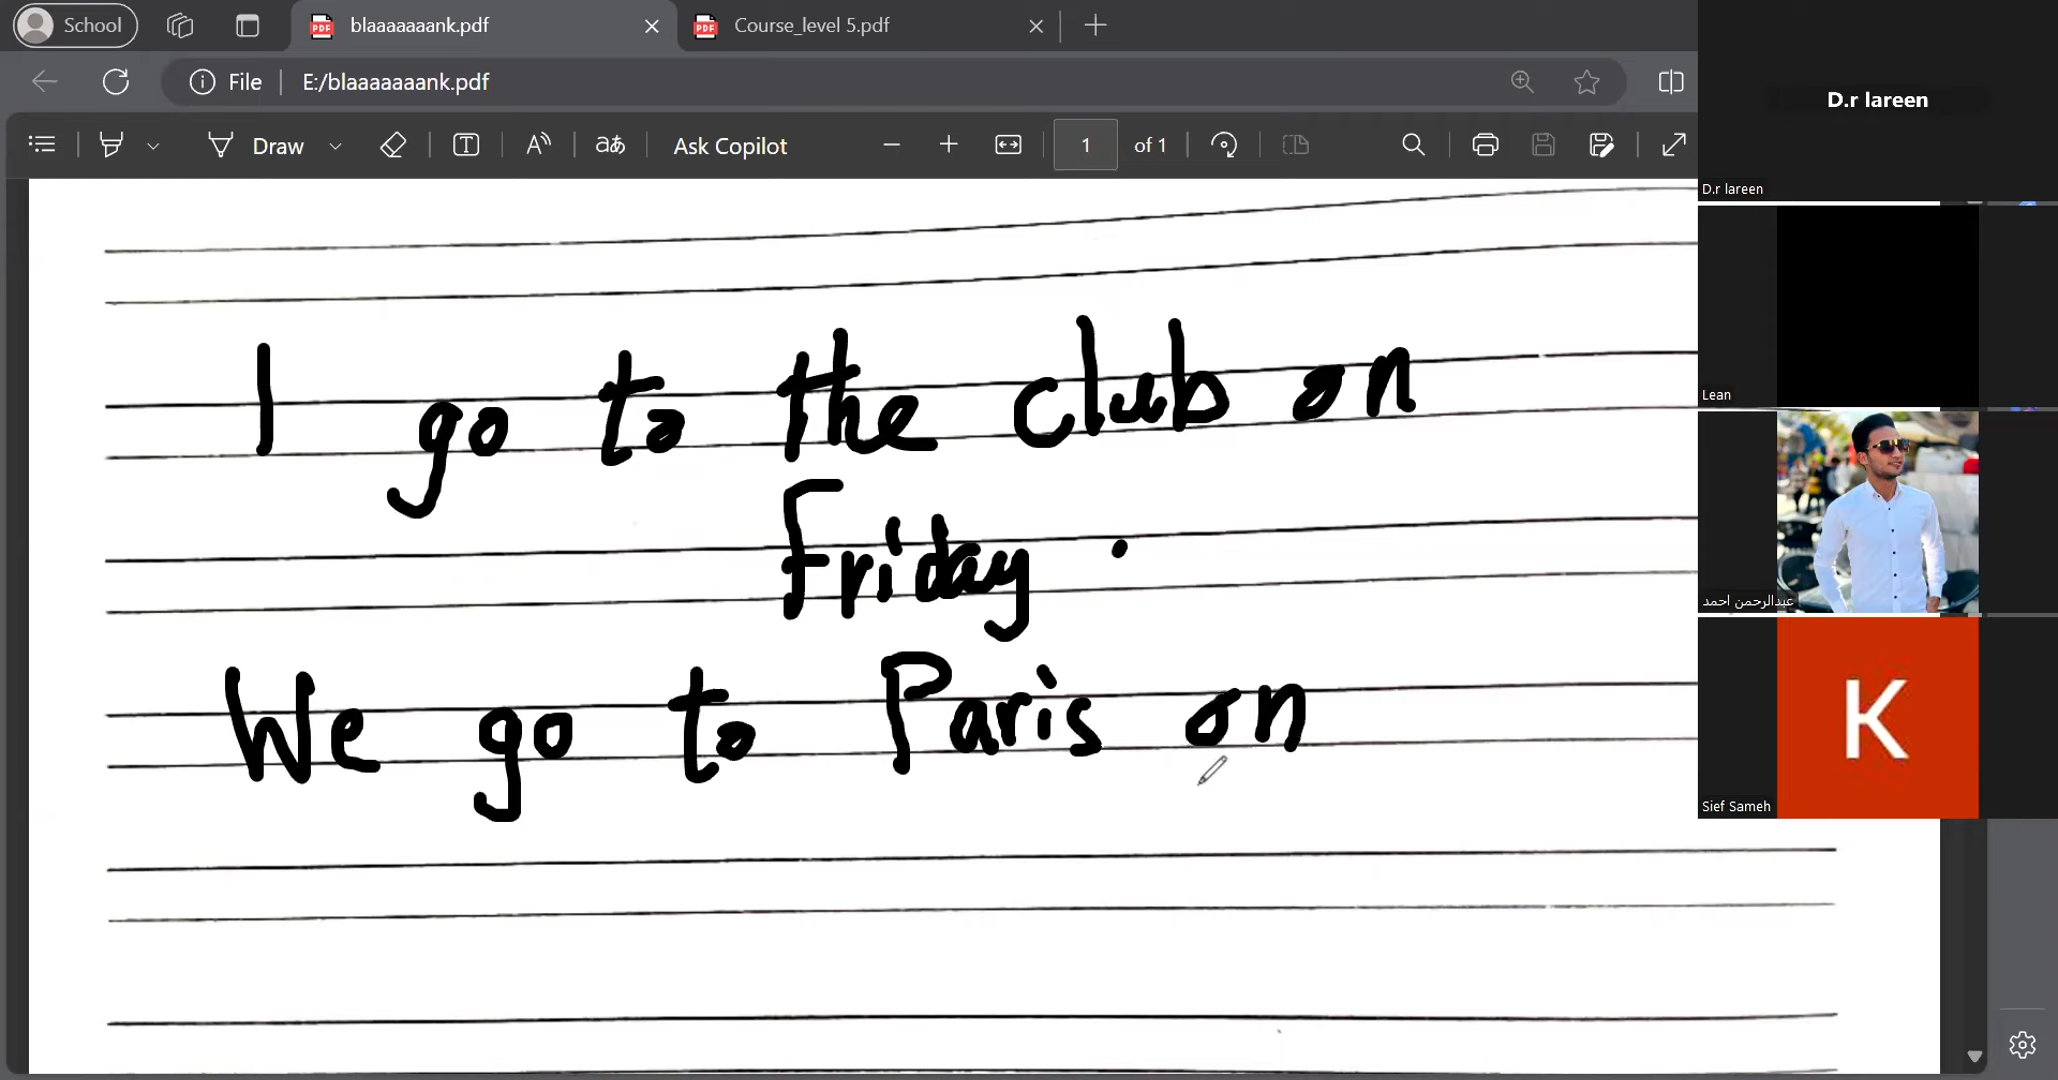 School
blaaaaaaank.pdf
Course_level 5.pdf
File
E:/blaaaaaaank.pdf
Draw
Ask Copilot
1
of 1
I go to the club on
Friday .
We go to Paris on
D.r lareen
D.r lareen
Lean
عبدالرحمن احمد
K
Sief Sameh